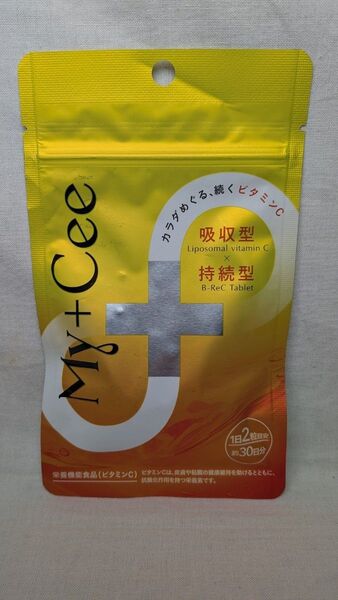 My+Cee
カラダめぐる、続くビタミンC
吸収型
Liposomal vitamin C
×
持続型
B-ReC Tablet
1日2粒目安
約30日分
栄養機能食品(ビタミンC)
ビタミンCは、皮膚や粘膜の健康維持を助けるとともに、
抗酸化作用を持つ栄養素です。